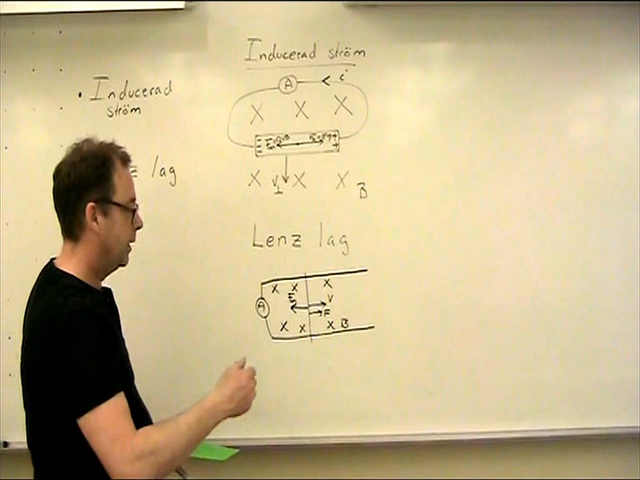 • Inducerad
ström
lag
Inducerad ström
A
i
X X X
X X X
v⊥
B
Lenz lag
X X X
v
A
F
X X X B